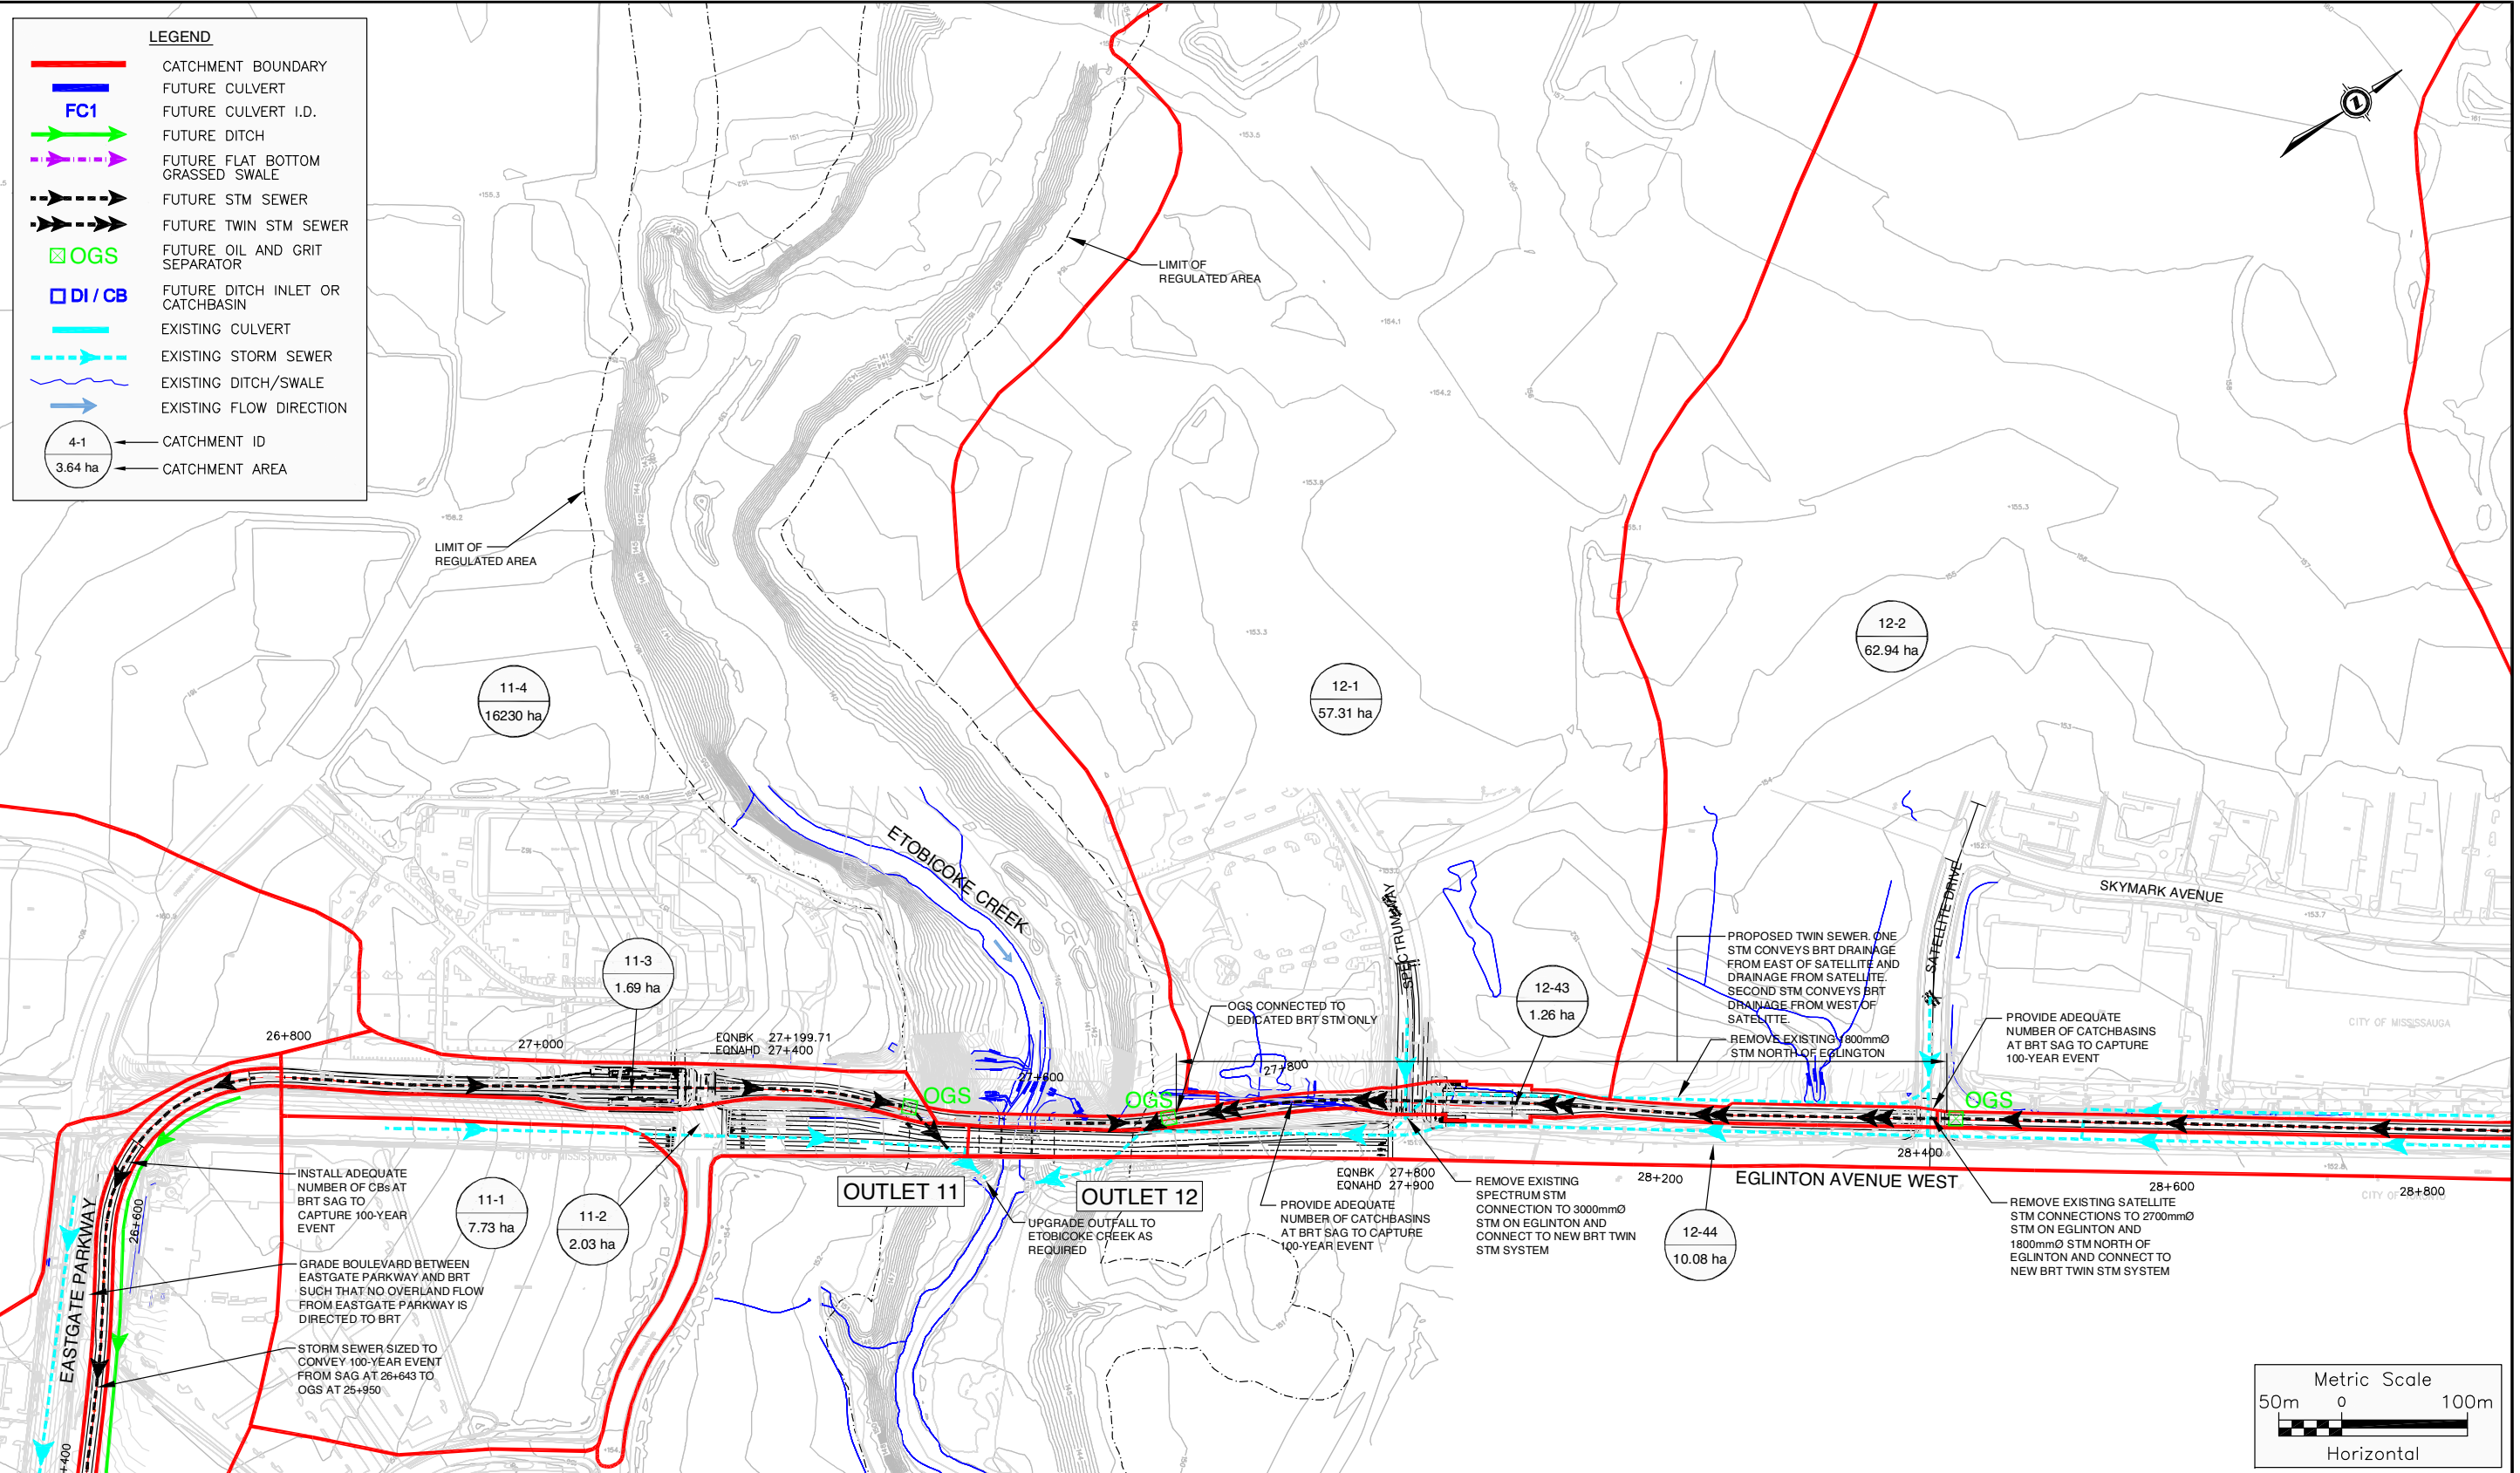 LEGEND
CATCHMENT BOUNDARY
FUTURE CULVERT
FC1
FUTURE CULVERT I.D.
FUTURE DITCH
FUTURE FLAT BOTTOM
GRASSED SWALE
FUTURE STM SEWER
FUTURE TWIN STM SEWER
OGS
FUTURE OIL AND GRIT
SEPARATOR
DI / CB
FUTURE DITCH INLET OR
CATCHBASIN
EXISTING CULVERT
EXISTING STORM SEWER
EXISTING DITCH/SWALE
EXISTING FLOW DIRECTION
4-1
3.64 ha
CATCHMENT ID
CATCHMENT AREA
LIMIT OF
REGULATED AREA
LIMIT OF
REGULATED AREA
11-4
16230 ha
12-1
57.31 ha
12-2
62.94 ha
ETOBICOKE CREEK
SKYMARK AVENUE
SATELLITE DRIVE
11-3
1.69 ha
12-43
1.26 ha
PROPOSED TWIN SEWER. ONE
STM CONVEYS BRT DRAINAGE
FROM EAST OF SATELLITE AND
DRAINAGE FROM SATELLITE.
SECOND STM CONVEYS BRT
DRAINAGE FROM WEST OF
SATELITTE.
REMOVE EXISTING 1800mmØ
STM NORTH OF EGLINGTON
OGS CONNECTED TO
DEDICATED BRT STM ONLY
PROVIDE ADEQUATE
NUMBER OF CATCHBASINS
AT BRT SAG TO CAPTURE
100-YEAR EVENT
CITY OF MISSISSAUGA
26+800
27+000
EQNBK 27+199.71
EQNAHD 27+400
27+600
27+800
OGS
OGS
OGS
28+400
CITY OF MISSISSAUGA
INSTALL ADEQUATE
NUMBER OF CBs AT
BRT SAG TO
CAPTURE 100-YEAR
EVENT
11-1
7.73 ha
11-2
2.03 ha
OUTLET 11
OUTLET 12
UPGRADE OUTFALL TO
ETOBICOKE CREEK AS
REQUIRED
EQNBK 27+800
EQNAHD 27+900
PROVIDE ADEQUATE
NUMBER OF CATCHBASINS
AT BRT SAG TO CAPTURE
100-YEAR EVENT
REMOVE EXISTING
SPECTRUM STM
CONNECTION TO 3000mmØ
STM ON EGLINTON AND
CONNECT TO NEW BRT TWIN
STM SYSTEM
28+200
EGLINTON AVENUE WEST
12-44
10.08 ha
28+600
28+800
REMOVE EXISTING SATELLITE
STM CONNECTIONS TO 2700mmØ
STM ON EGLINTON AND
1800mmØ STM NORTH OF
EGLINTON AND CONNECT TO
NEW BRT TWIN STM SYSTEM
26+600
EASTGATE PARKWAY
GRADE BOULEVARD BETWEEN
EASTGATE PARKWAY AND BRT
SUCH THAT NO OVERLAND FLOW
FROM EASTGATE PARKWAY IS
DIRECTED TO BRT
STORM SEWER SIZED TO
CONVEY 100-YEAR EVENT
FROM SAG AT 26+643 TO
OGS AT 25+950
+400
Metric Scale
50m 0 100m
Horizontal